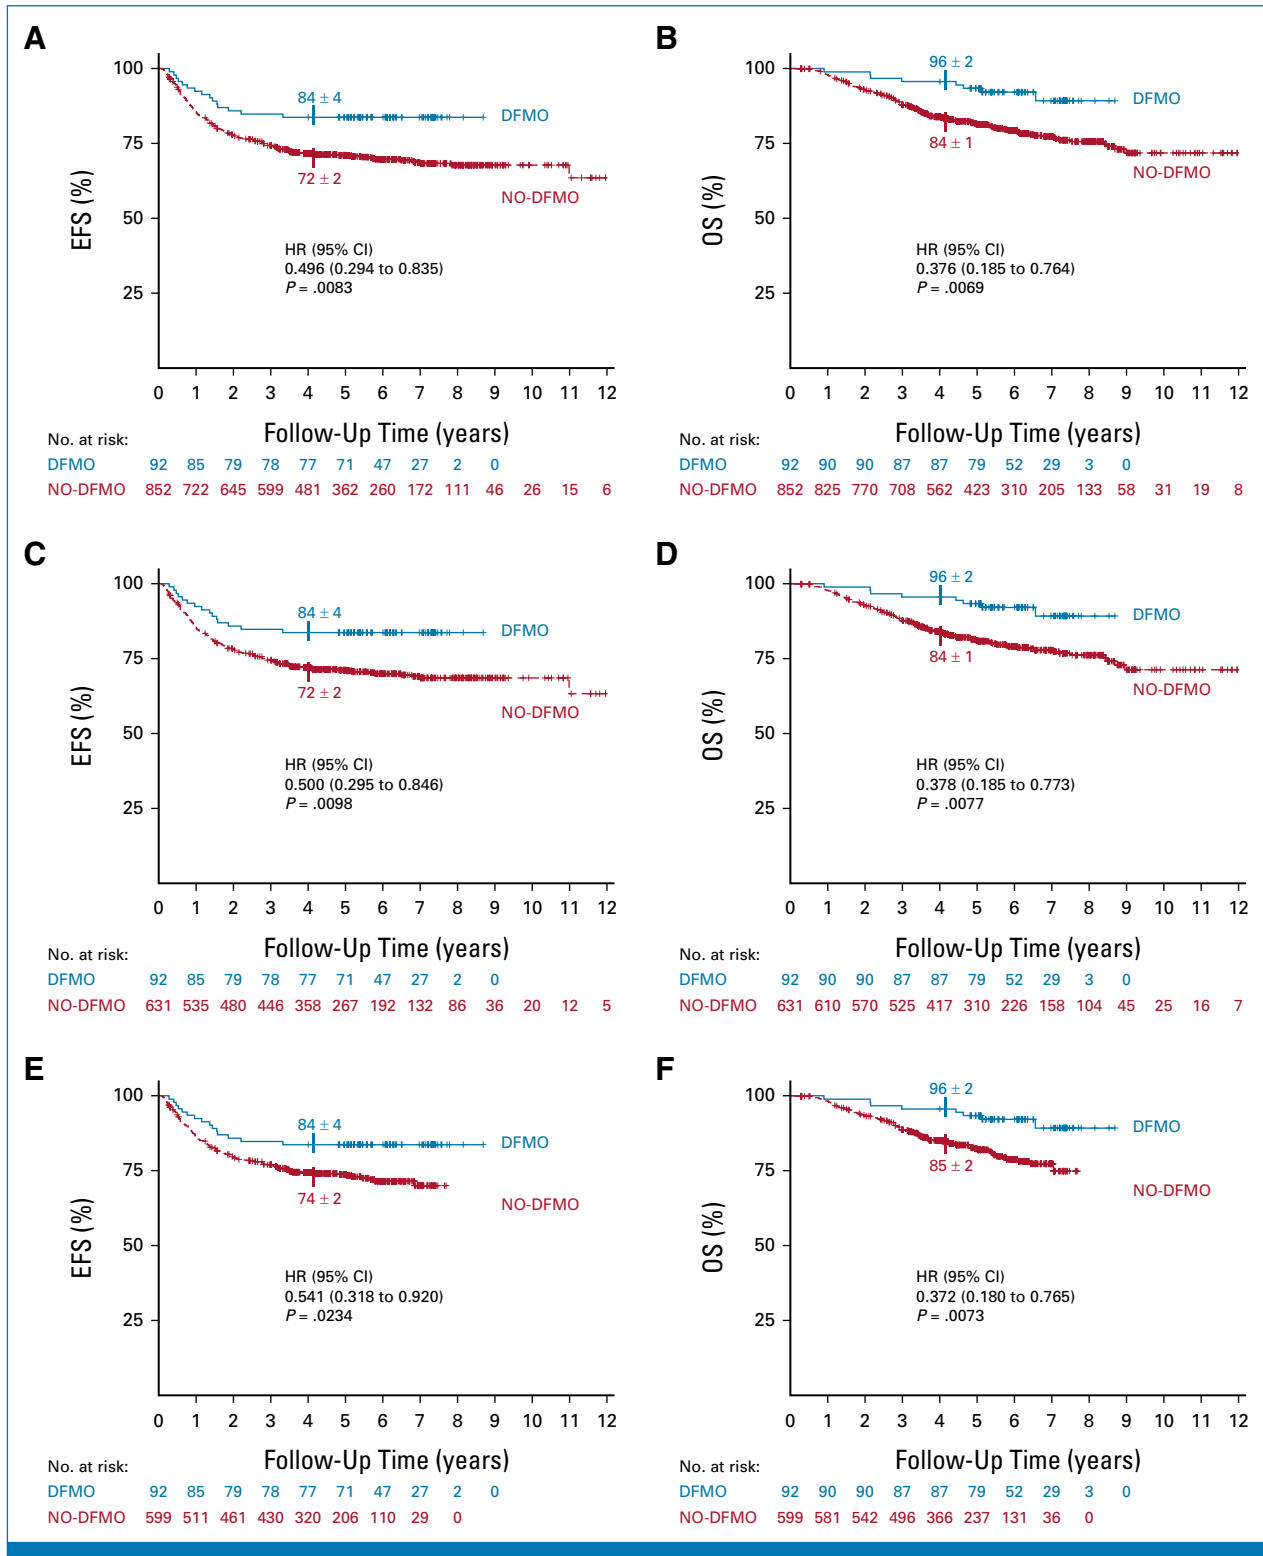 A
EFS (%)
100
75
50
25
84 ± 4
DFMO
72 ± 2
NO-DFMO
HR (95% CI)
0.496 (0.294 to 0.835)
P = .0083
0 1 2 3 4 5 6 7 8 9 10 11 12
Follow-Up Time (years)
No. at risk:
DFMO 92 85 79 78 77 71 47 27 2 0
NO-DFMO 852 722 645 599 481 362 260 172 111 46 26 15 6
B
OS (%)
100
75
50
25
96 ± 2
DFMO
84 ± 1
NO-DFMO
HR (95% CI)
0.376 (0.185 to 0.764)
P = .0069
0 1 2 3 4 5 6 7 8 9 10 11 12
Follow-Up Time (years)
No. at risk:
DFMO 92 90 90 87 87 79 52 29 3 0
NO-DFMO 852 825 770 708 562 423 310 205 133 58 31 19 8
C
EFS (%)
100
75
50
25
84 ± 4
DFMO
72 ± 2
NO-DFMO
HR (95% CI)
0.500 (0.295 to 0.846)
P = .0098
0 1 2 3 4 5 6 7 8 9 10 11 12
Follow-Up Time (years)
No. at risk:
DFMO 92 85 79 78 77 71 47 27 2 0
NO-DFMO 631 535 480 446 358 267 192 132 86 36 20 12 5
D
OS (%)
100
75
50
25
96 ± 2
DFMO
84 ± 1
NO-DFMO
HR (95% CI)
0.378 (0.185 to 0.773)
P = .0077
0 1 2 3 4 5 6 7 8 9 10 11 12
Follow-Up Time (years)
No. at risk:
DFMO 92 90 90 87 87 79 52 29 3 0
NO-DFMO 631 610 570 525 417 310 226 158 104 45 25 16 7
E
EFS (%)
100
75
50
25
84 ± 4
DFMO
74 ± 2
NO-DFMO
HR (95% CI)
0.541 (0.318 to 0.920)
P = .0234
0 1 2 3 4 5 6 7 8 9 10 11 12
Follow-Up Time (years)
No. at risk:
DFMO 92 85 79 78 77 71 47 27 2 0
NO-DFMO 599 511 461 430 320 206 110 29 0
F
OS (%)
100
75
50
25
96 ± 2
DFMO
85 ± 2
NO-DFMO
HR (95% CI)
0.372 (0.180 to 0.765)
P = .0073
0 1 2 3 4 5 6 7 8 9 10 11 12
Follow-Up Time (years)
No. at risk:
DFMO 92 90 90 87 87 79 52 29 3 0
NO-DFMO 599 581 542 496 366 237 131 36 0